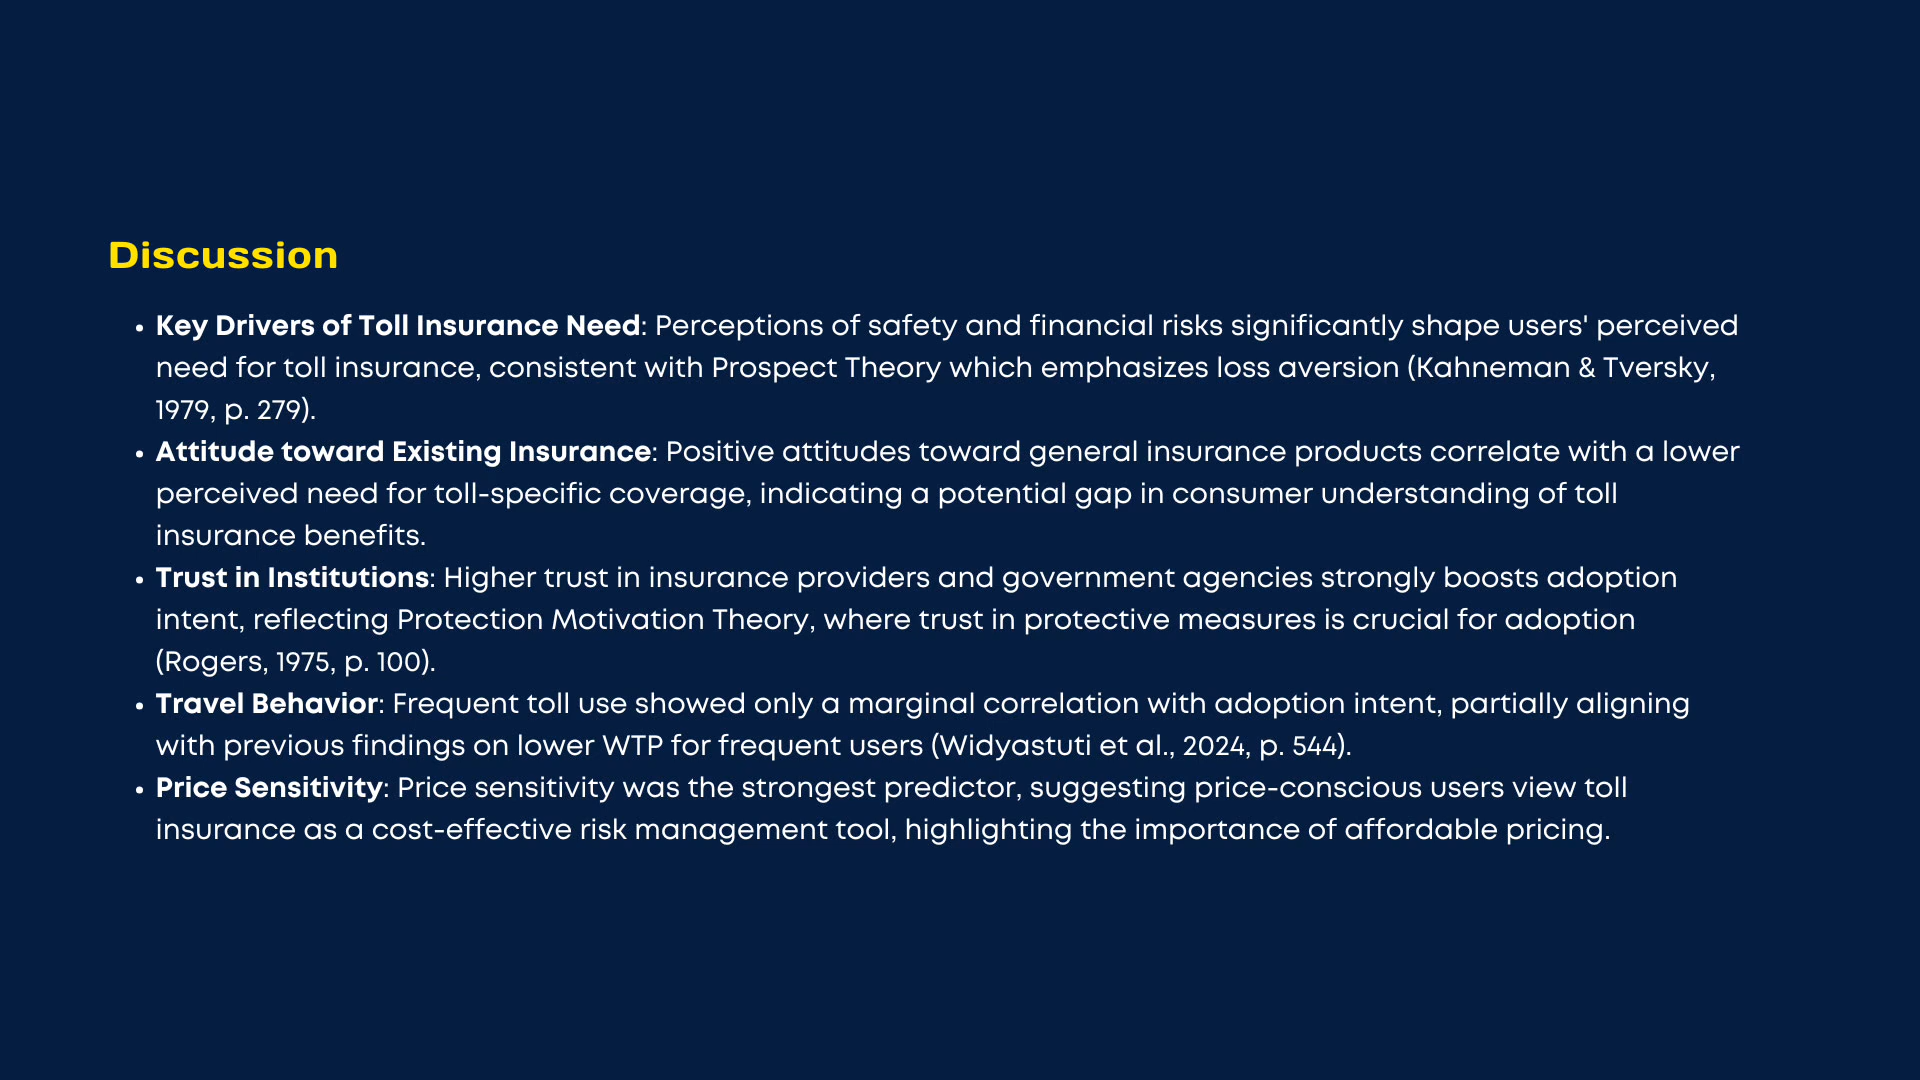 Discussion
• Key Drivers of Toll Insurance Need: Perceptions of safety and financial risks significantly shape users' perceived
need for toll insurance, consistent with Prospect Theory which emphasizes loss aversion (Kahneman & Tversky,
1979, p. 279).
• Attitude toward Existing Insurance: Positive attitudes toward general insurance products correlate with a lower
perceived need for toll-specific coverage, indicating a potential gap in consumer understanding of toll
insurance benefits.
• Trust in Institutions: Higher trust in insurance providers and government agencies strongly boosts adoption
intent, reflecting Protection Motivation Theory, where trust in protective measures is crucial for adoption
(Rogers, 1975, p. 100).
• Travel Behavior: Frequent toll use showed only a marginal correlation with adoption intent, partially aligning
with previous findings on lower WTP for frequent users (Widyastuti et al., 2024, p. 544).
• Price Sensitivity: Price sensitivity was the strongest predictor, suggesting price-conscious users view toll
insurance as a cost-effective risk management tool, highlighting the importance of affordable pricing.